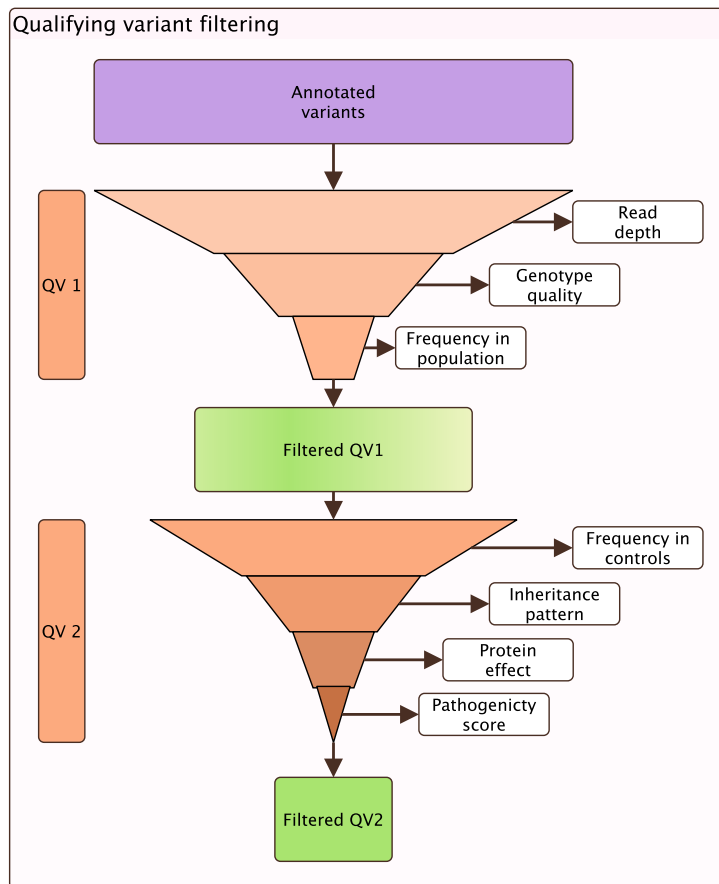 Qualifying variant filtering
Annotated
variants
QV 1
Read
depth
Genotype
quality
Frequency in
population
Filtered QV1
QV 2
Frequency in
controls
Inheritance
pattern
Protein
effect
Pathogenicty
score
Filtered QV2